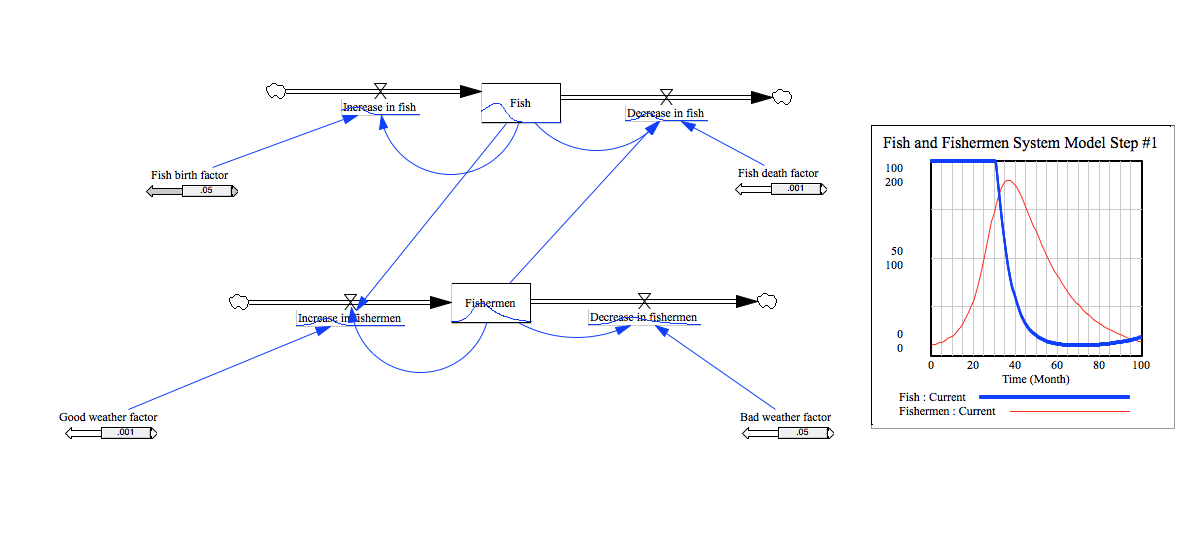 Fish
Increase in fish
Decrease in fish
Fish birth factor
.05
Fish death factor
.001
Fishermen
Increase in fishermen
Decrease in fishermen
Good weather factor
.001
Bad weather factor
.05
Fish and Fishermen System Model Step #1
100
200
50
100
0
0
0 20 40 60 80 100
Time (Month)
Fish : Current
Fishermen : Current